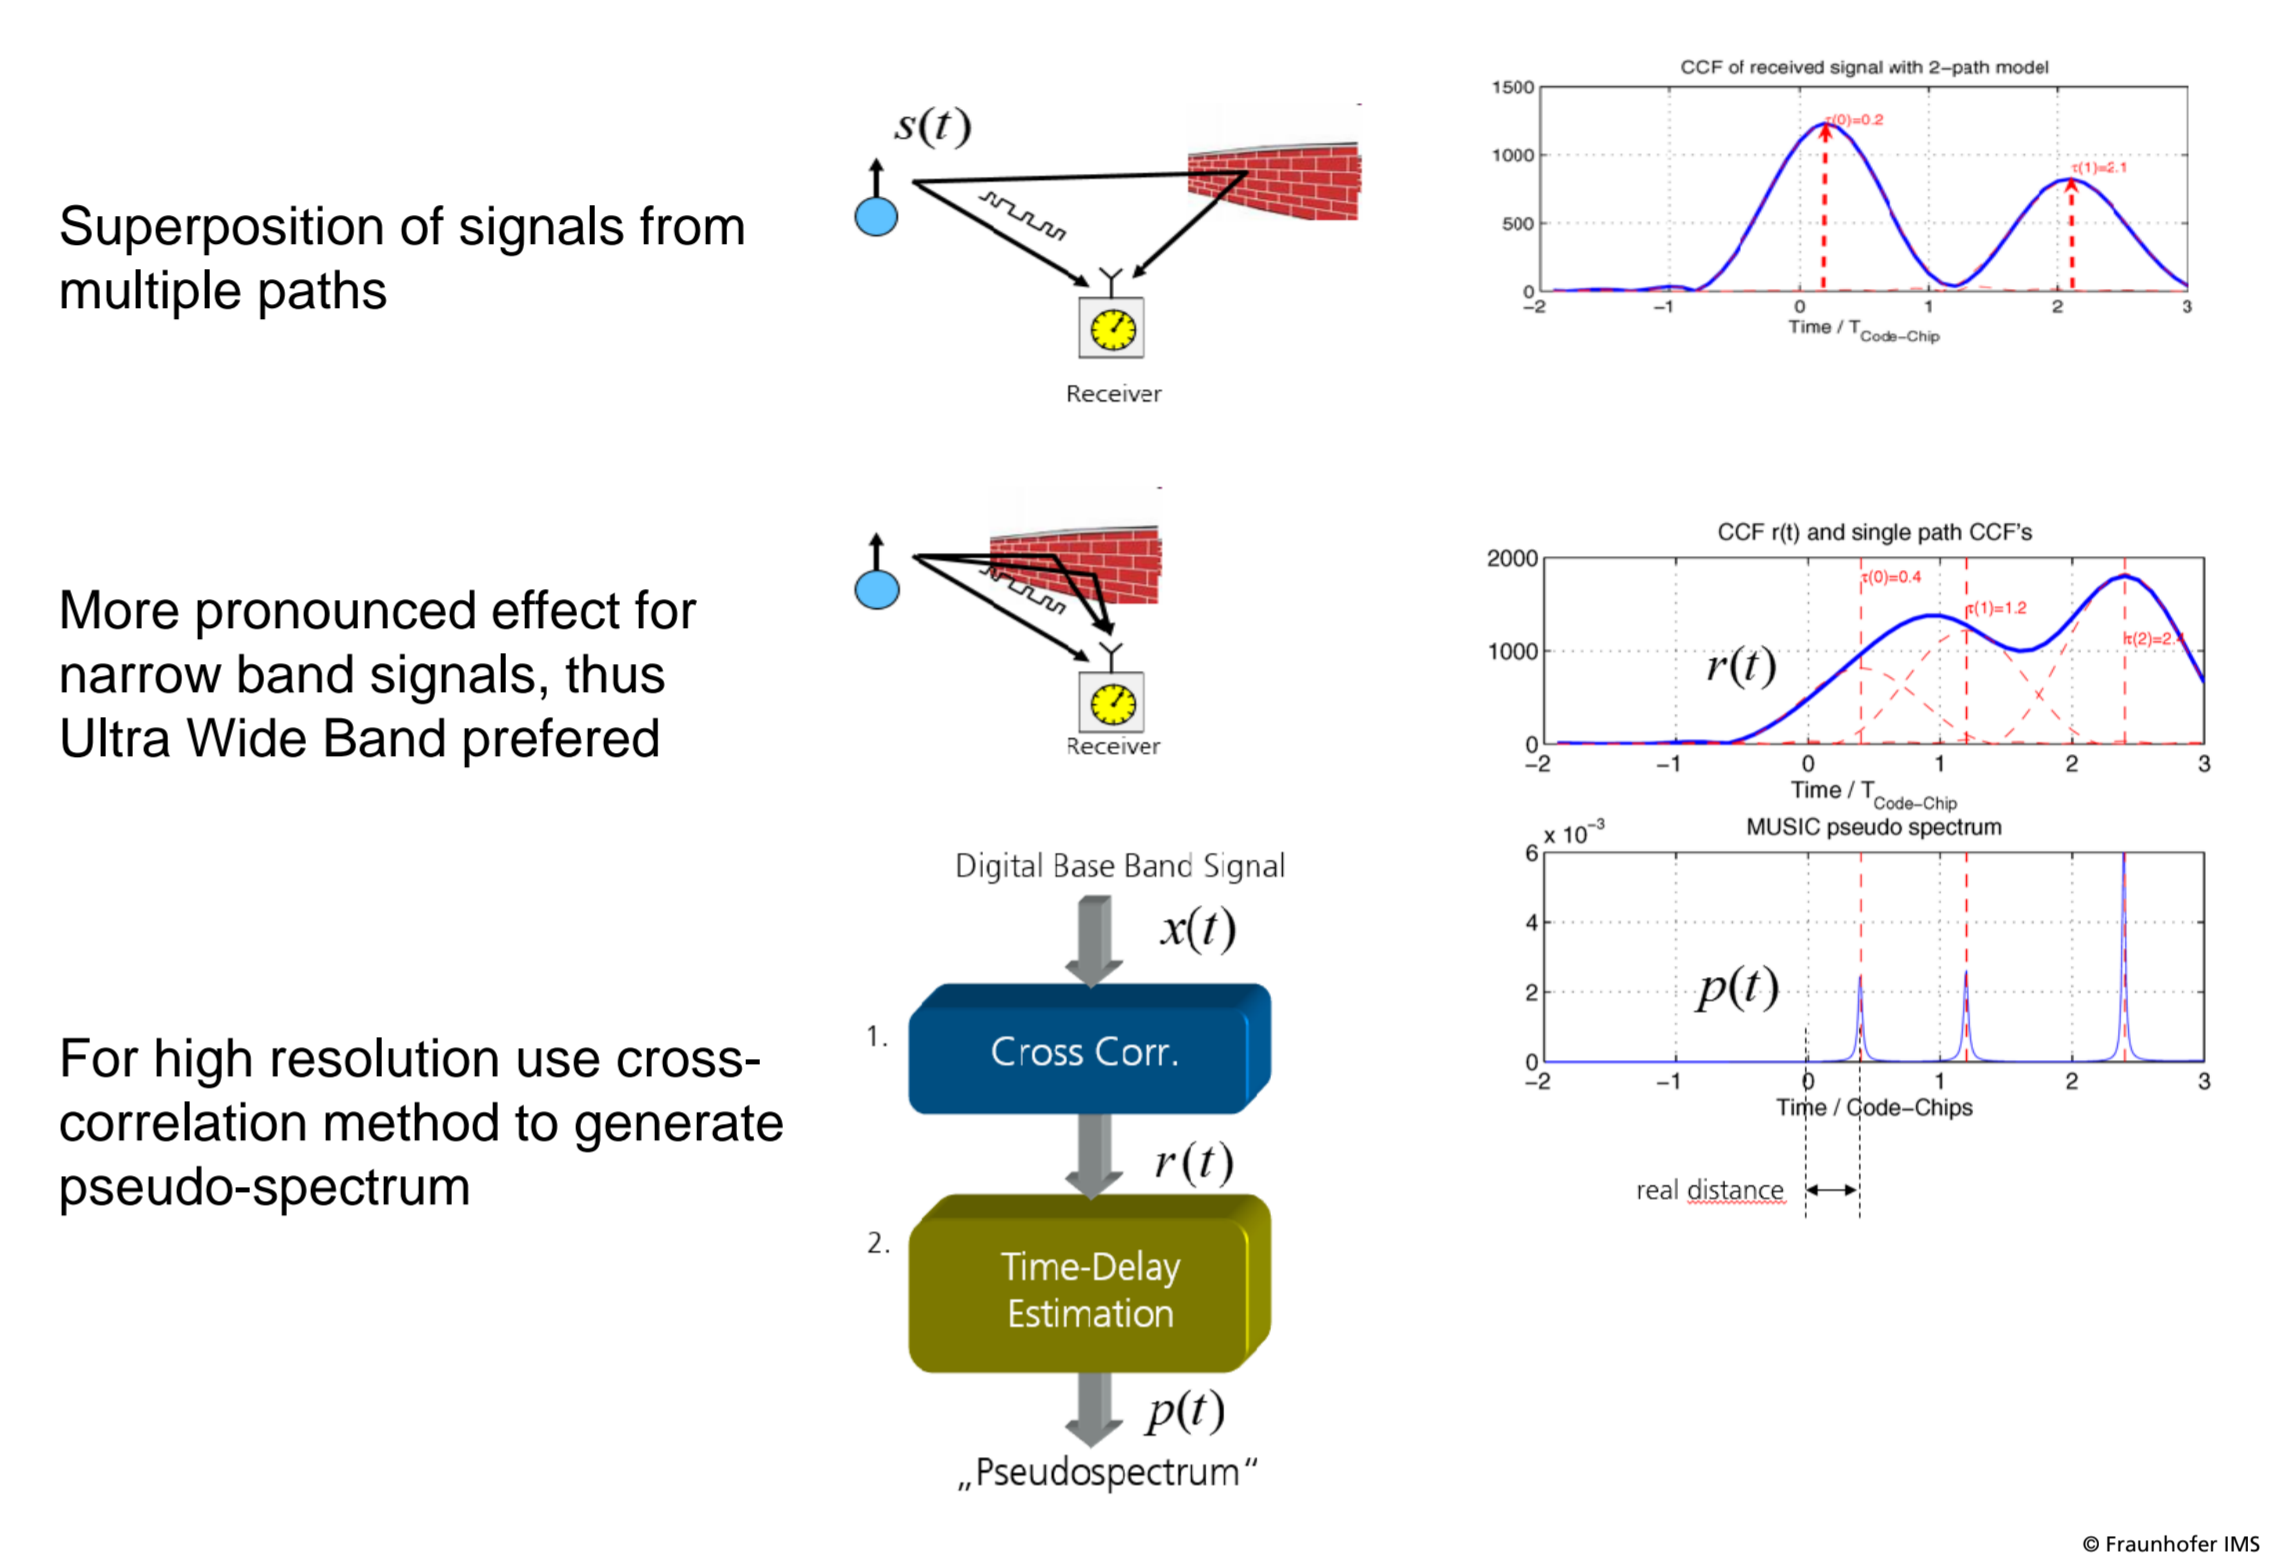 Superposition of signals from
multiple paths
s(t)
Receiver
CCF of received signal with 2–path model
1500
1000
500
0
τ(0)=0.2
τ(1)=2.1
–2 –1 0 1 2 3
Time / T Code–Chip
More pronounced effect for
narrow band signals, thus
Ultra Wide Band prefered
Receiver
CCF r(t) and single path CCF's
2000
1000
0
τ(0)=0.4
τ(1)=1.2
r(t)
–2 –1 0 1 2 3
Time / T Code–Chip
For high resolution use cross-
correlation method to generate
pseudo-spectrum
Digital Base Band Signal
x(t)
1.
Cross Corr.
r(t)
2.
Time-Delay
Estimation
p(t)
„Pseudospectrum“
MUSIC pseudo spectrum
x 10–3
6
4
2
0
p(t)
–2 –1 0 1 2 3
Time / Code–Chips
real distance
© Fraunhofer IMS